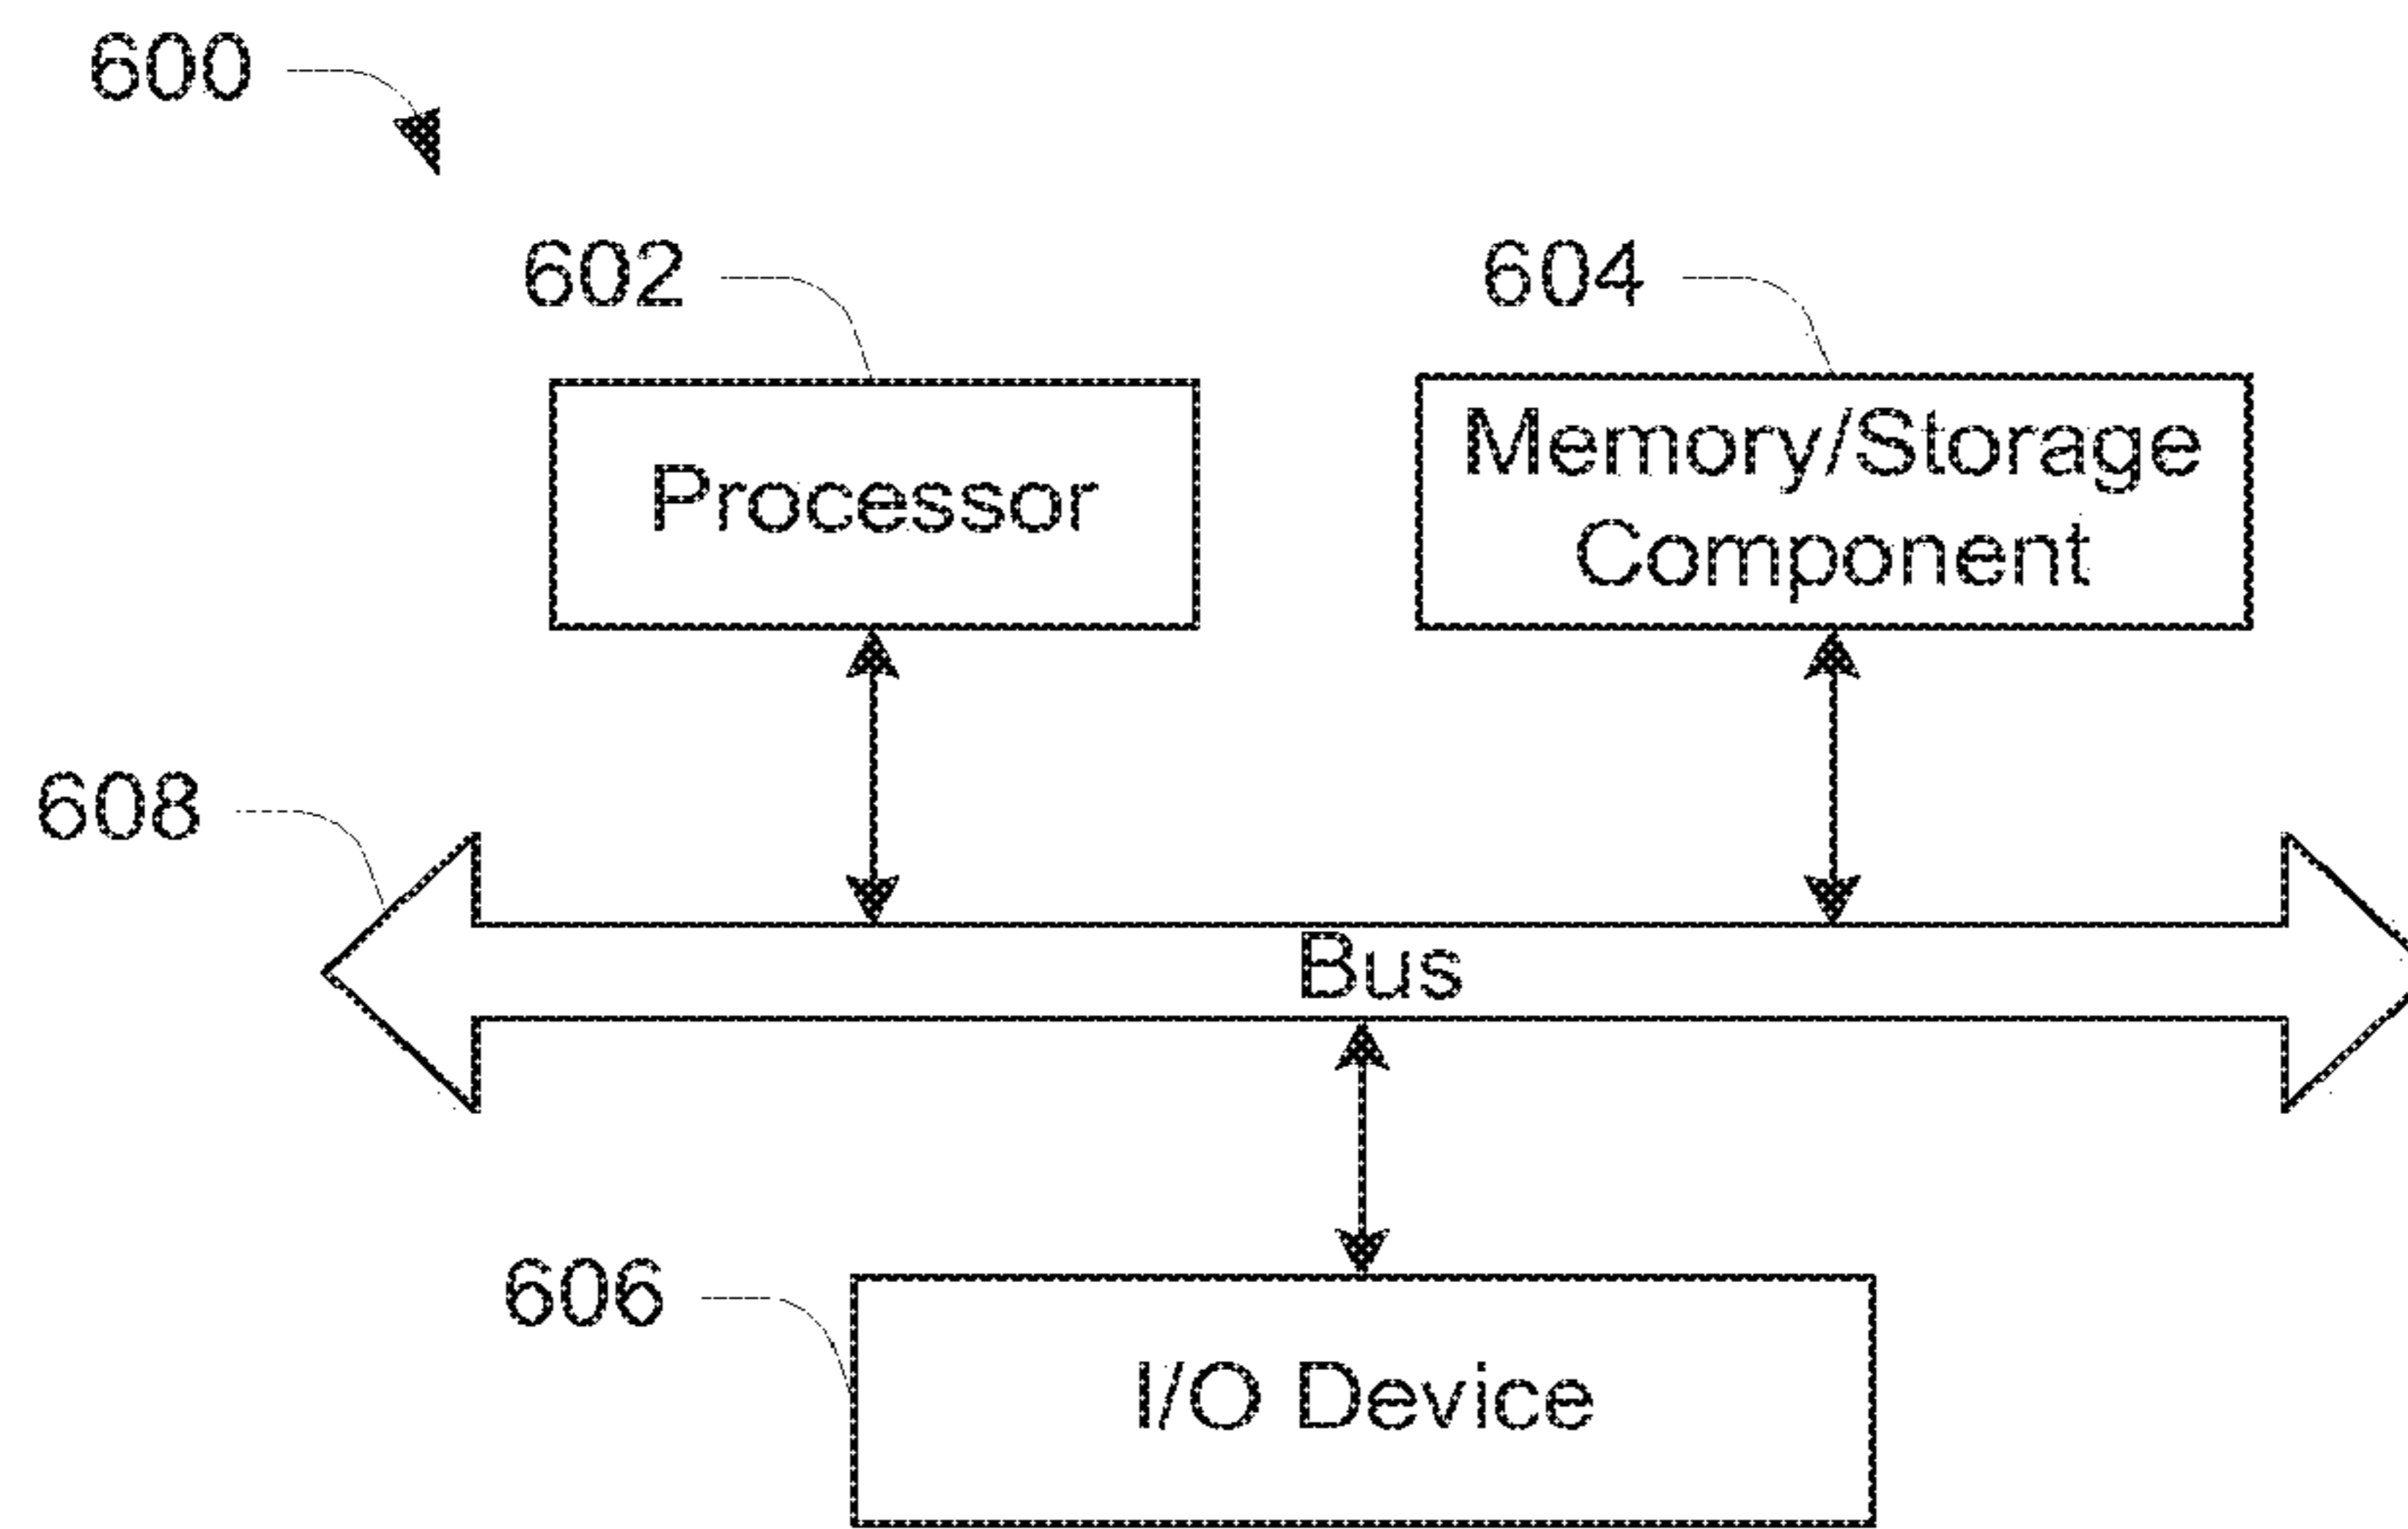 600
602
604
Processor
Memory/Storage
Component
608
Bus
606
I/O Device